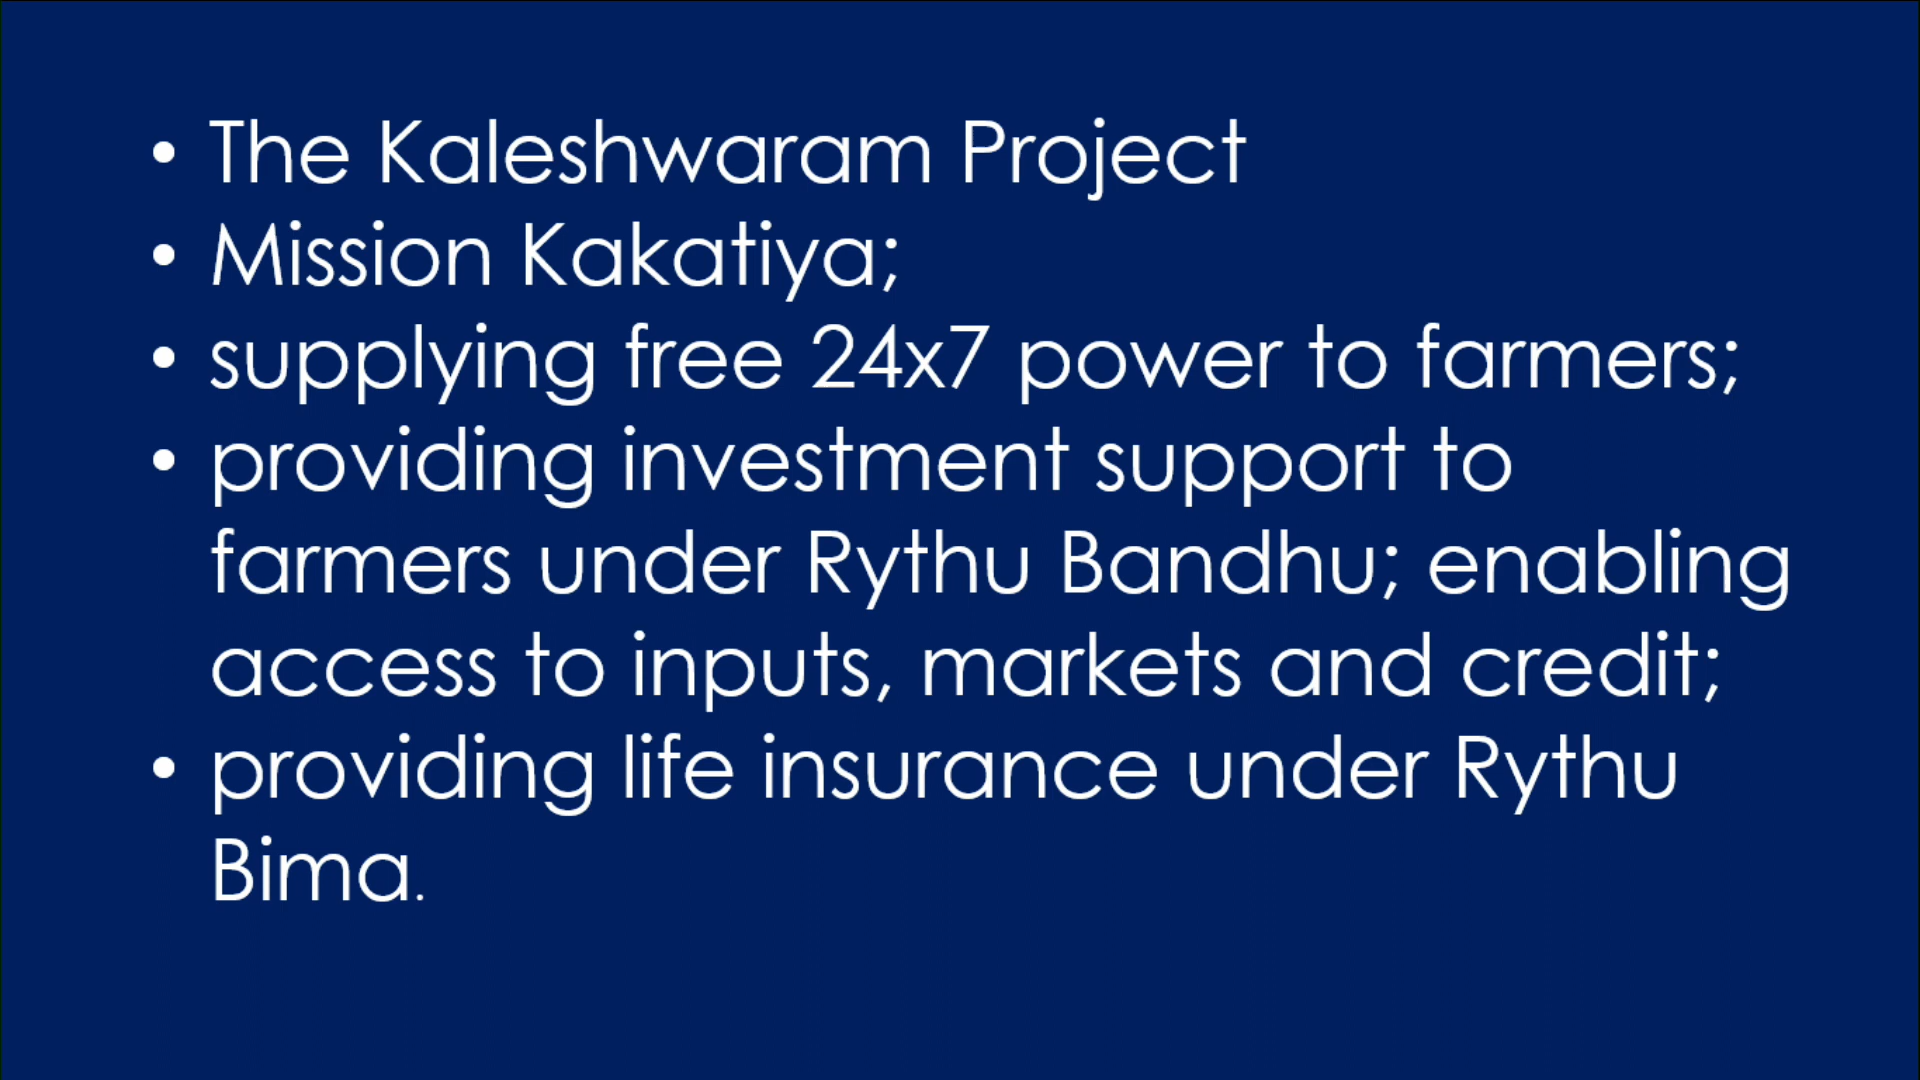 • The Kaleshwaram Project
• Mission Kakatiya;
• supplying free 24x7 power to farmers;
• providing investment support to
farmers under Rythu Bandhu; enabling
access to inputs, markets and credit;
• providing life insurance under Rythu
Bima.